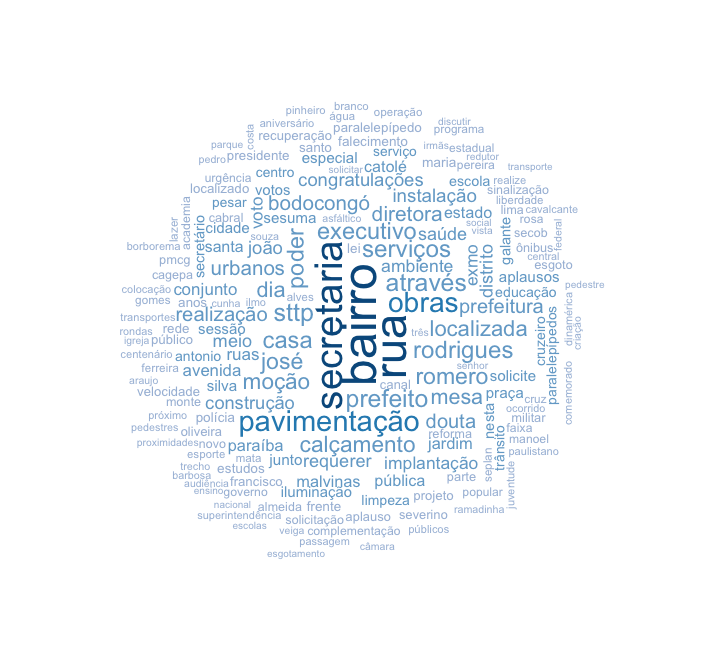 pinheiro
branco
operação
água
costa
aniversário
paralelepípedo
discutir
programa
recuperação
parque
santo
falecimento
irmãs
estadual
pedro
presidente
especial
serviço
redutor
maria
pereira
transporte
urgência
centro
solicitar
catolé
localizado
votos
congratulações
escola
realize
sinalização
pesar
voto
bodocongó
instalação
liberdade
academia
cabral
sesuma
asfáltico
diretora
estado
lima
cavalcante
lazer
cidade
executivo
social
rosa
secretário
souza
poder
saúde
vista
galante
secob
federal
borborema
santa
joão
lei
serviços
exmo
ônibus
central
pmcg
urbanos
ambiente
distrito
aplausos
esgoto
cagepa
através
educação
pedestre
colocação
conjunto
dia
secretaria
bairro
rua
gomes
anos
cunha
ilmo
alves
obras
prefeitura
dinamérica
transportes
realização
sttp
rondas
rede
sessão
três
localizada
cruzeiro
criação
igreja
público
meio
casa
centenário
antonio
ruas
josé
rodrigues
ferreira
avenida
senhor
araujo
silva
moção
canal
romero
solicite
paralelepípedos
velocidade
prefeito
mesa
praça
cruz
comemorado
monte
construção
nesta
ocorrido
próximo
polícia
pavimentação
douta
militar
pedestres
oliveira
reforma
faixa
proximidades
novo
paraíba
calçamento
jardim
trânsito
manoel
esporte
mata
paulistano
trecho
estudos
junto
requerer
implantação
seplan
barbosa
audiência
francisco
malvinas
pública
parte
juventude
ensino
governo
iluminação
limpeza
projeto
popular
nacional
almeida
frente
ramadinha
superintendência
solicitação
aplauso
severino
escolas
veiga
complementação
públicos
passagem
câmara
esgotamento